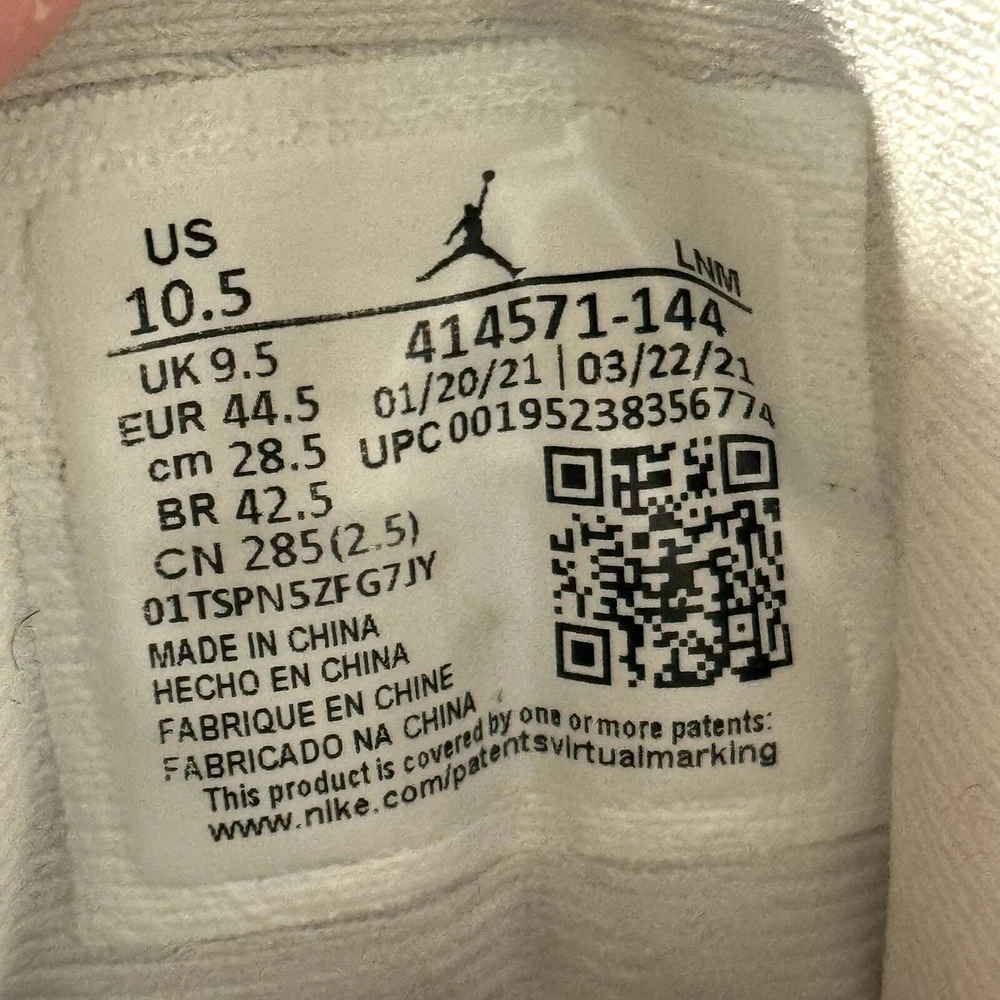 US
10.5
LNM
UK 9.5
EUR 44.5
cm 28.5
BR 42.5
CN 285(2.5)
414571-144
01/20/21 | 03/22/21
UPC 00195238356774
01TSPN5ZFG7JY
MADE IN CHINA
HECHO EN CHINA
FABRIQUE EN CHINE
FABRICADO NA CHINA
This product is covered by one or more patents:
www.nike.com/patentsvirtualmarking